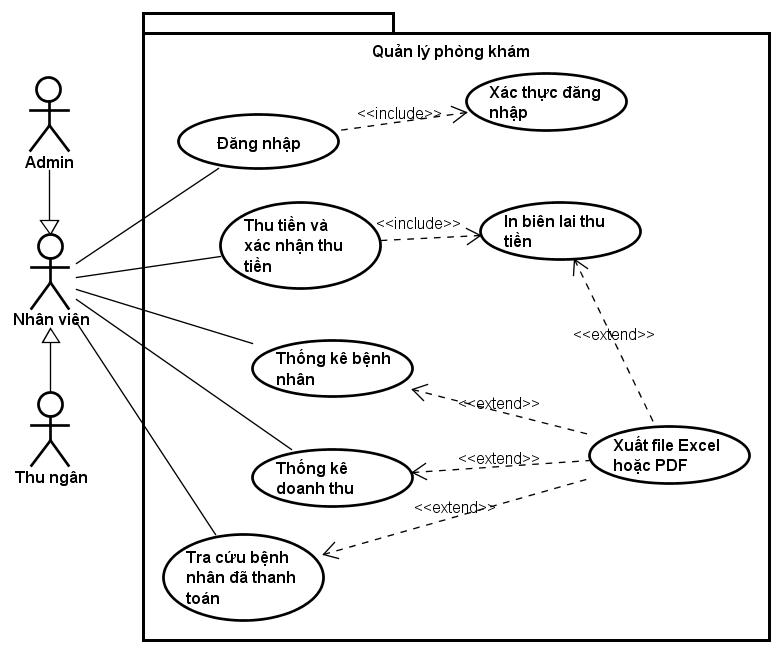 Quản lý phòng khám
Xác thực đăng
nhập
<<include>>
Đăng nhập
Admin
Thu tiền và
xác nhận thu
tiền
<<include>>
In biên lai thu
tiền
Nhân viên
<<extend>>
Thống kê bệnh
nhân
<<extend>>
Xuất file Excel
hoặc PDF
Thu ngân
Thống kê
doanh thu
<<extend>>
<<extend>>
Tra cứu bệnh
nhân đã thanh
toán